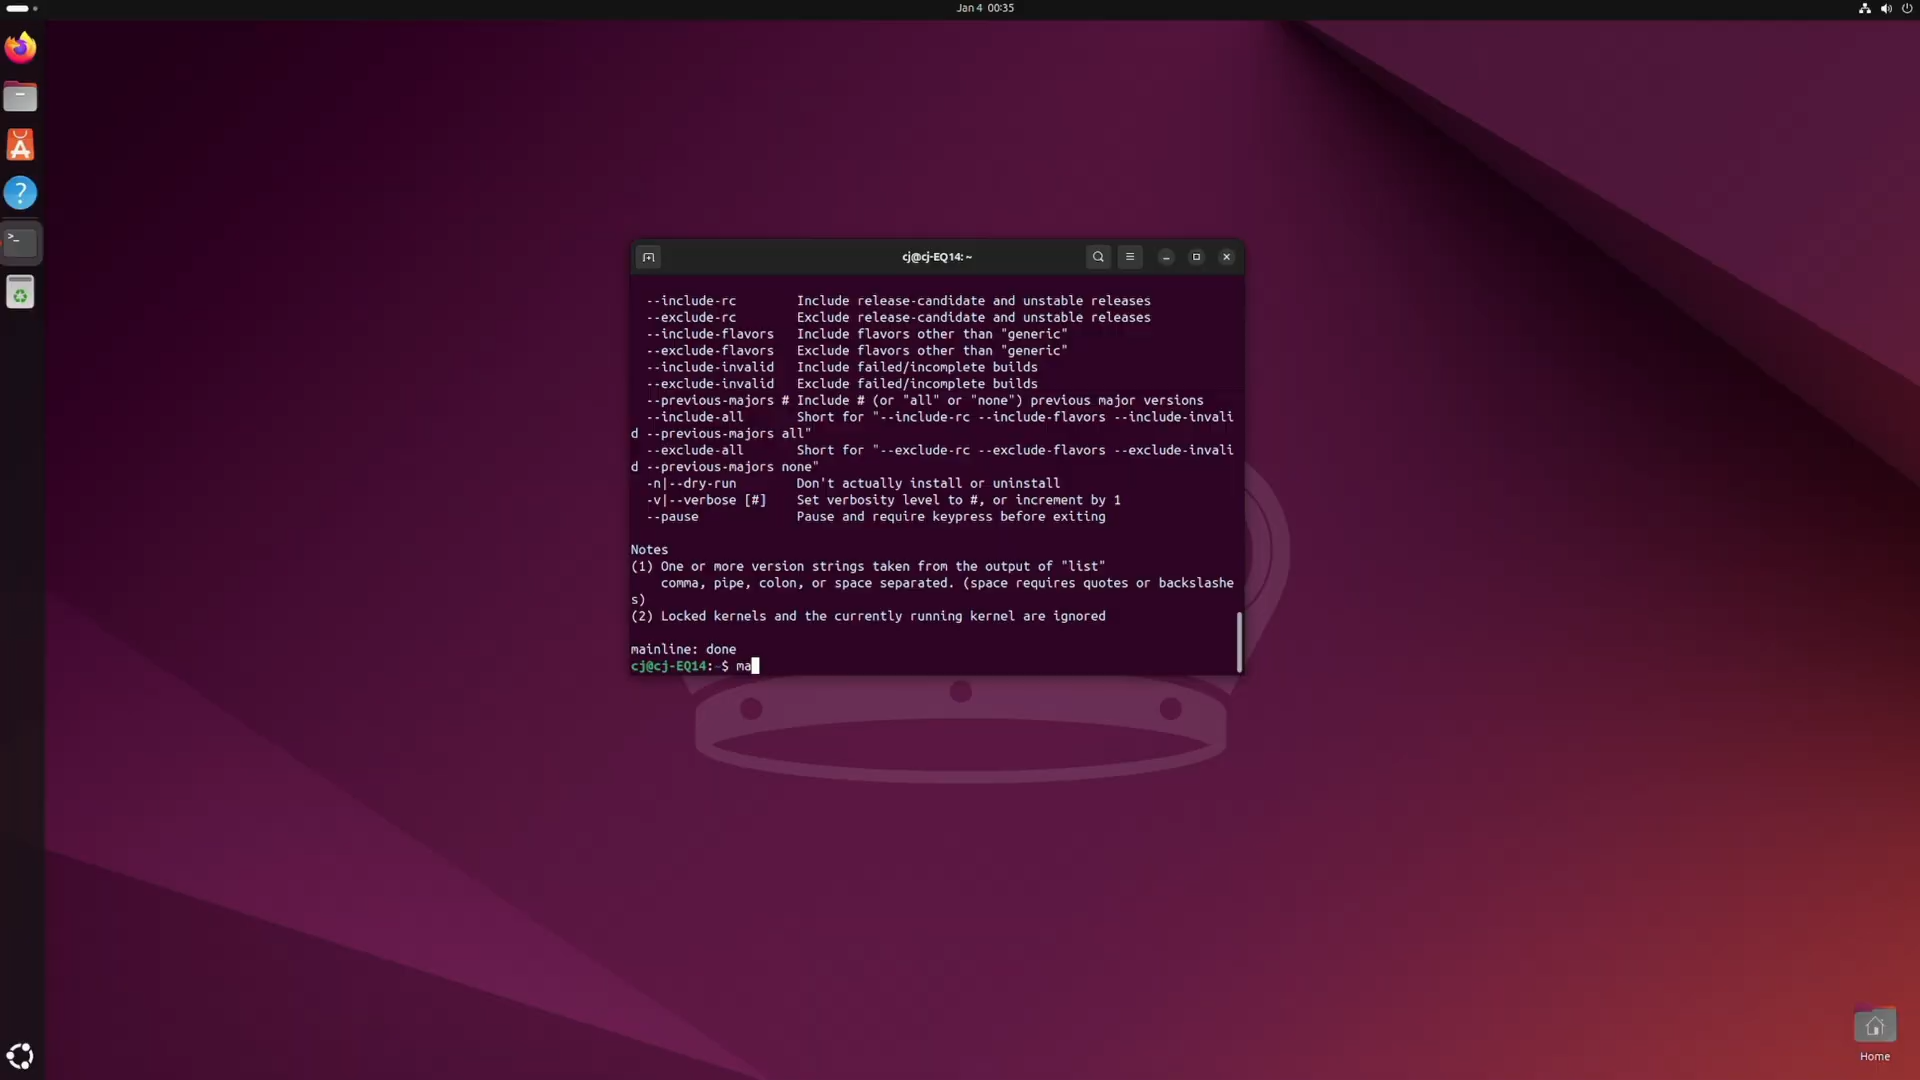 Jan 4 00:35
cj@cj-EQ14: ~
--include-rc Include release-candidate and unstable releases
--exclude-rc Exclude release-candidate and unstable releases
--include-flavors Include flavors other than "generic"
--exclude-flavors Exclude flavors other than "generic"
--include-invalid Include failed/incomplete builds
--exclude-invalid Exclude failed/incomplete builds
--previous-majors # Include # (or "all" or "none") previous major versions
--include-all Short for "--include-rc --include-flavors --include-invali
d --previous-majors all"
--exclude-all Short for "--exclude-rc --exclude-flavors --exclude-invali
d --previous-majors none"
-n|--dry-run Don't actually install or uninstall
-v|--verbose [#] Set verbosity level to #, or increment by 1
--pause Pause and require keypress before exiting
Notes
(1) One or more version strings taken from the output of "list"
comma, pipe, colon, or space separated. (space requires quotes or backslashe
s)
(2) Locked kernels and the currently running kernel are ignored
mainline: done
cj@cj-EQ14:~$ ma
Home